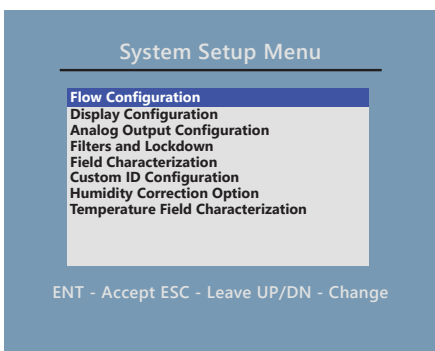 System Setup Menu
Flow Configuration
Display Configuration
Analog Output Configuration
Filters and Lockdown
Field Characterization
Custom ID Configuration
Humidity Correction Option
Temperature Field Characterization
ENT - Accept ESC - Leave UP/DN - Change